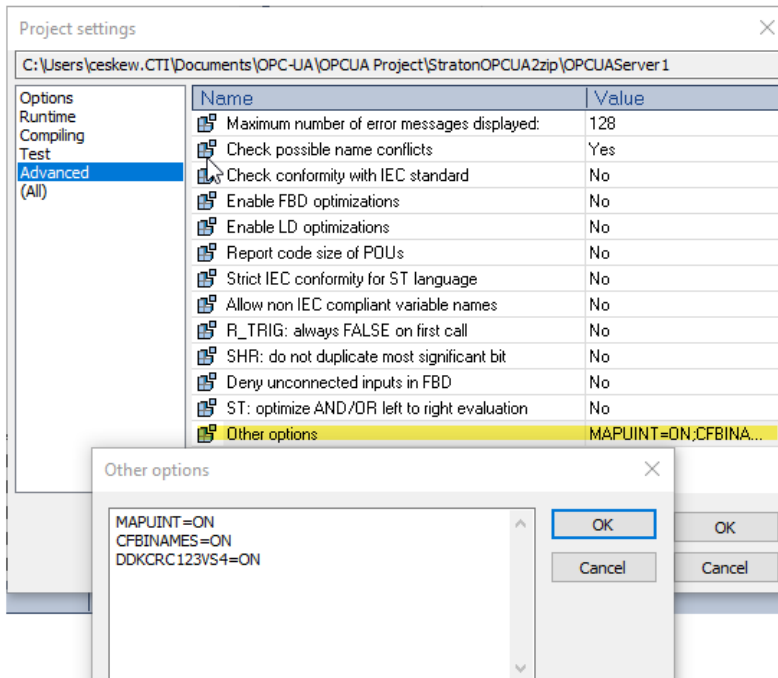 Project settings
C:\Users\ceskew.CTI\Documents\OPC-UA\OPCUA Project\StratonOPCUA2zip\OPCUAServer1
Options
Runtime
Compiling
Test
Advanced
(All)
Name Value
Maximum number of error messages displayed: 128
Check possible name conflicts Yes
Check conformity with IEC standard No
Enable FBD optimizations No
Enable LD optimizations No
Report code size of POUs No
Strict IEC conformity for ST language No
Allow non IEC compliant variable names No
R_TRIG: always FALSE on first call No
SHR: do not duplicate most significant bit No
Deny unconnected inputs in FBD No
ST: optimize AND/OR left to right evaluation No
Other options MAPUINT=ON;CFBINA...
Other options
MAPUINT=ON
CFBINAMES=ON
DDKCRC123VS4=ON
OK
Cancel
OK
Cancel